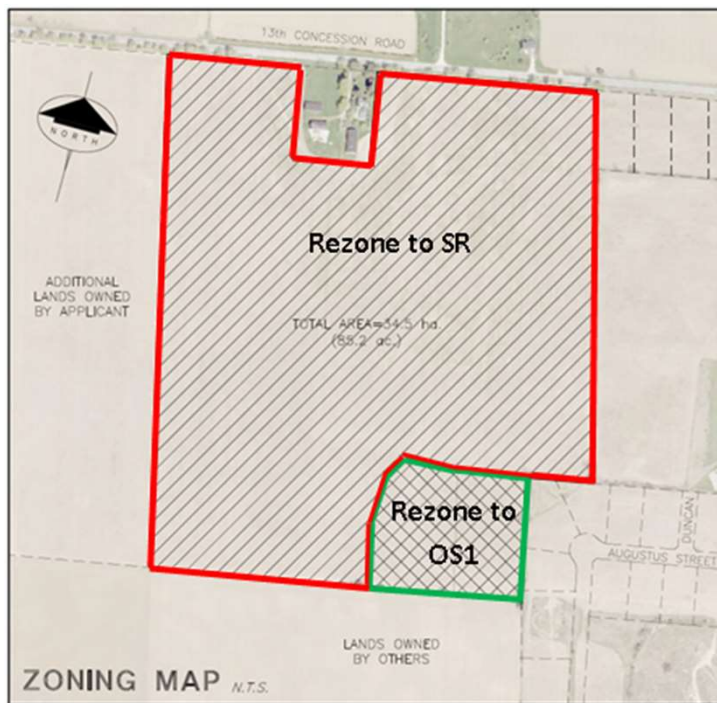 13th CONCESSION ROAD
NORTH
Rezone to SR
ADDITIONAL
LANDS OWNED
BY APPLICANT
TOTAL AREA=34.5 ha.
(85.2 ac.)
Rezone to
OS1
DUNCAN
AUGUSTUS STREET
LANDS OWNED
BY OTHERS
ZONING MAP N.T.S.